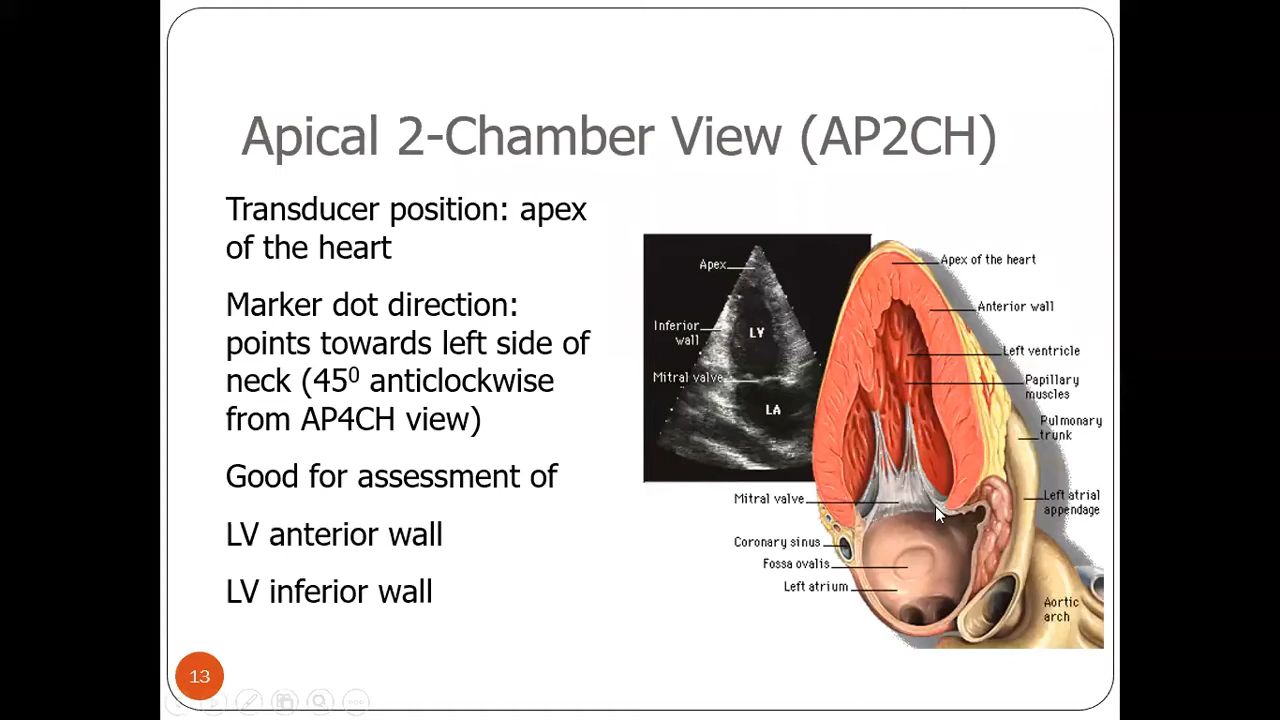 Apical 2-Chamber View (AP2CH)
Transducer position: apex
of the heart
Marker dot direction:
points towards left side of
neck (45⁰ anticlockwise
from AP4CH view)
Good for assessment of
LV anterior wall
LV inferior wall
Apex
Inferior
wall
LV
Mitral valve
LA
Apex of the heart
Anterior wall
Left ventricle
Papillary
muscles
Pulmonary
trunk
Left atrial
appendage
Mitral valve
Coronary sinus
Fossa ovalis
Left atrium
Aortic
arch
13